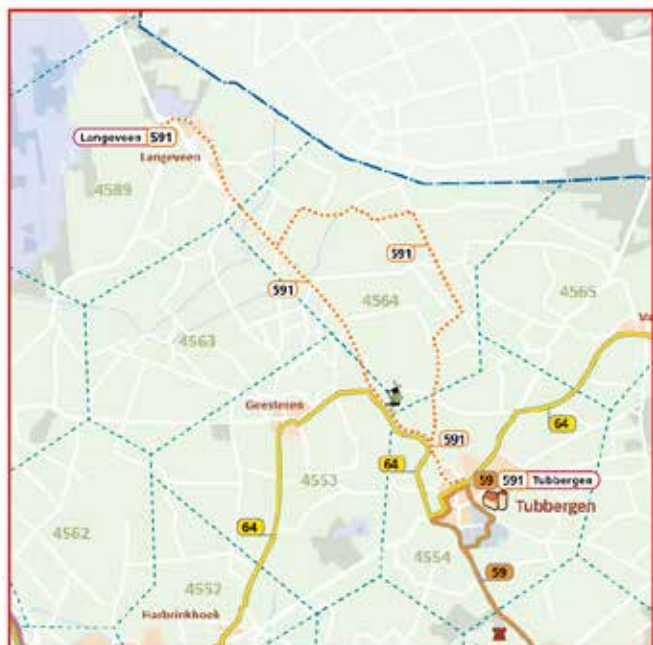 Langeveen 591
Langeveen
4589
591
591
4564
4565
4563
Va
Geesteren
64
591
64
59 591 Tubbergen
Tubbergen
4553
64
4562
4554
59
4552
Harbrinkhoek